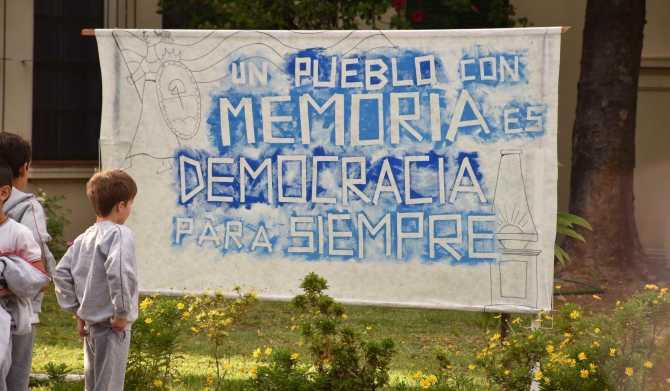 UN PUEBLO CON
MEMORIA ES
DEMOCRACIA
PARA SIEMPRE